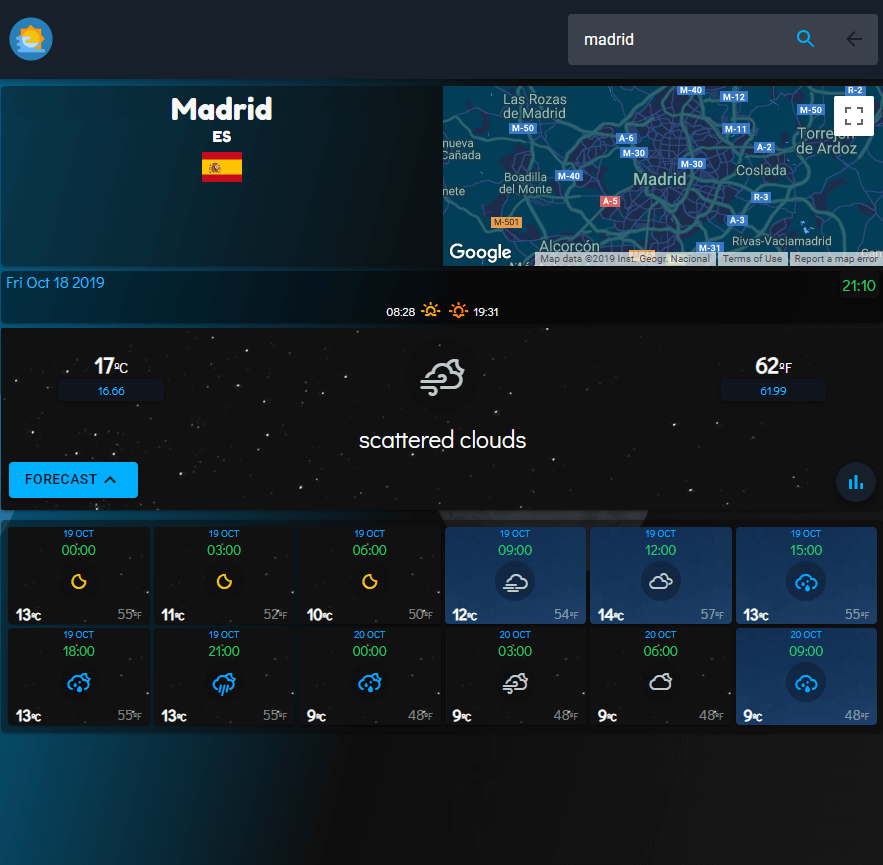 madrid
Madrid
ES
M-40
M-12
R-2
Las Rozas
de Madrid
M-50
M-50
M-11
Torrejón
de Ardoz
A-6
nueva
Cañada
M-30
A-2
M-30
Boadilla
del Monte
M-40
Madrid
Coslada
nete
A-5
R-3
M-501
A-3
Rivas-Vaciamadrid
Alcorcón
M-31
Google
Map data ©2019 Inst. Geogr. Nacional
Terms of Use
Report a map error
Fri Oct 18 2019
21:10
08:28
19:31
17ºC
62ºF
16.66
61.99
scattered clouds
FORECAST
19 OCT 19 OCT 19 OCT 19 OCT 19 OCT 19 OCT
00:00 03:00 06:00 09:00 12:00 15:00
13ºC 55ºF 11ºC 52ºF 10ºC 50ºF 12ºC 54ºF 14ºC 57ºF 13ºC 55ºF
19 OCT 19 OCT 20 OCT 20 OCT 20 OCT 20 OCT
18:00 21:00 00:00 03:00 06:00 09:00
13ºC 55ºF 13ºC 55ºF 9ºC 48ºF 9ºC 48ºF 9ºC 48ºF 9ºC 48ºF